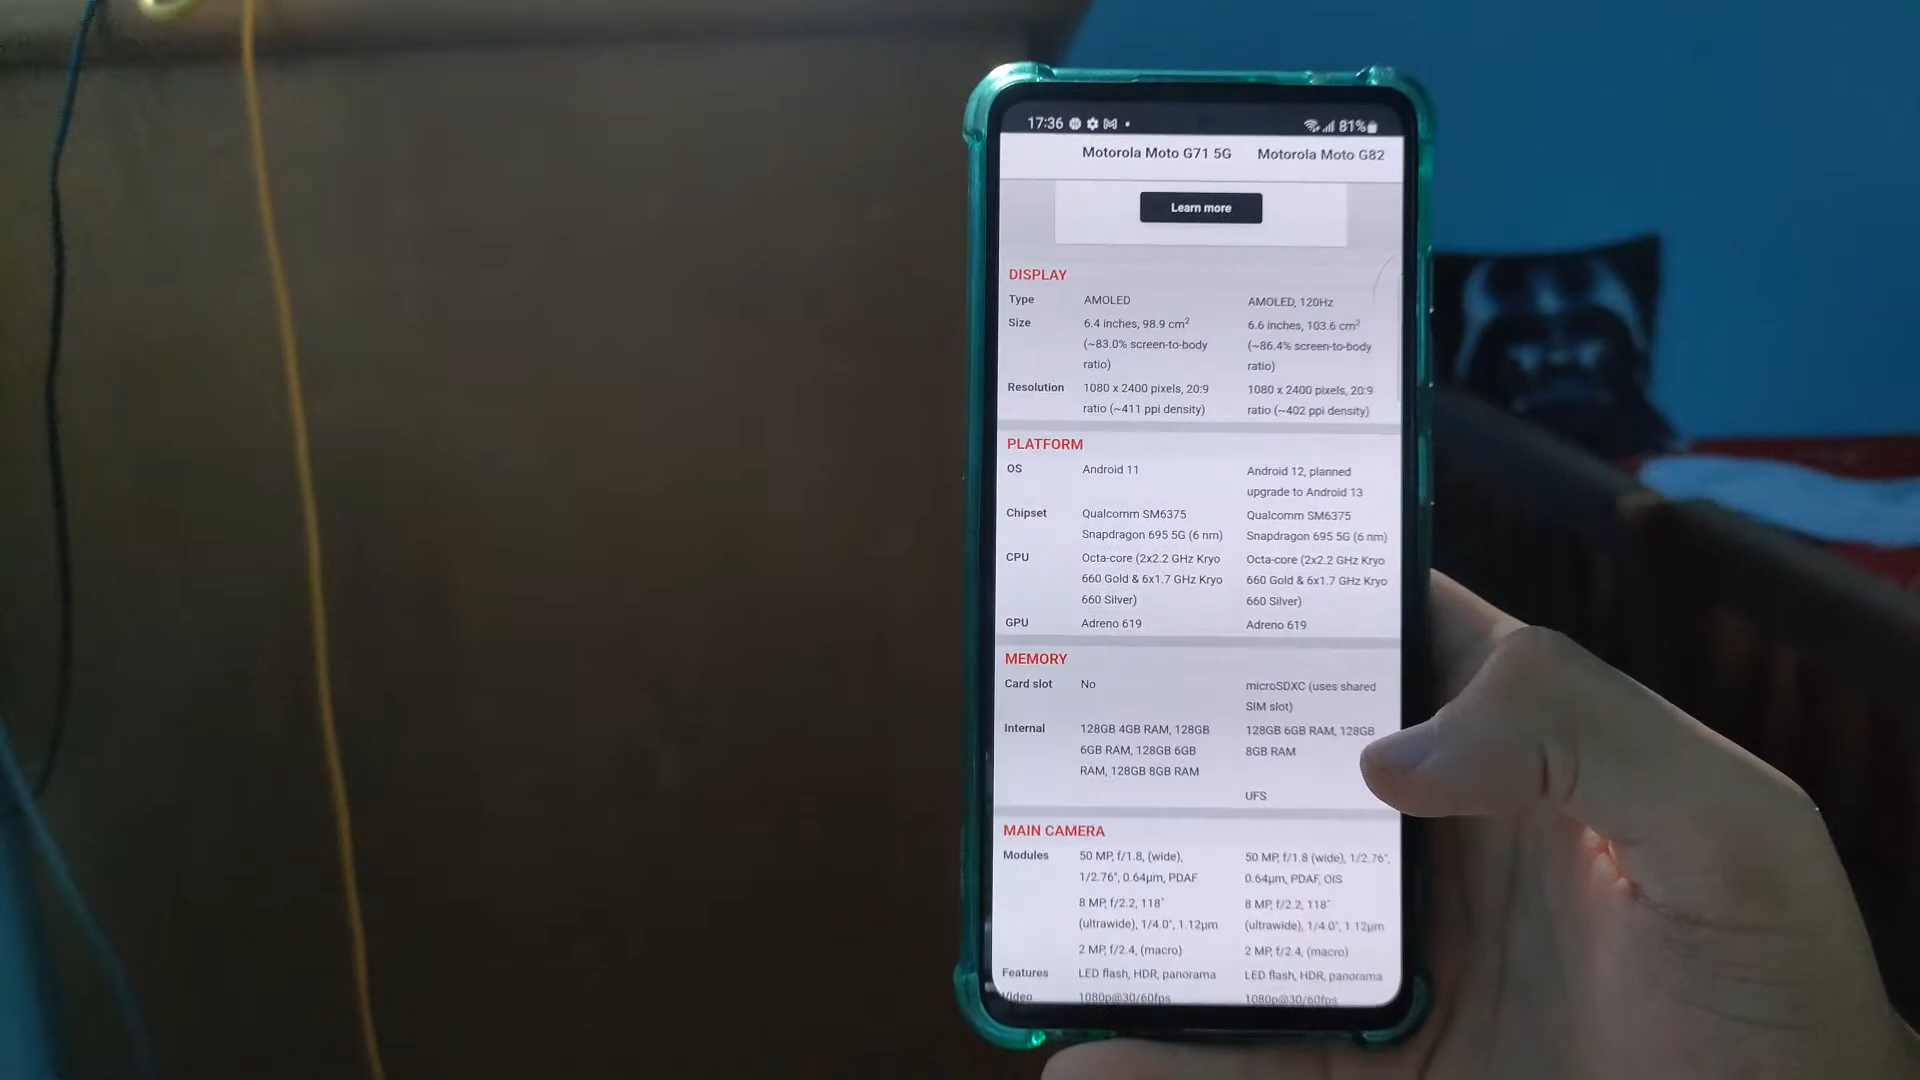 17:36 81%
Motorola Moto G71 5G Motorola Moto G82
Learn more
DISPLAY
Type AMOLED AMOLED, 120Hz
Size 6.4 inches, 98.9 cm² 6.6 inches, 103.6 cm²
(~83.0% screen-to-body (~86.4% screen-to-body
ratio) ratio)
Resolution 1080 x 2400 pixels, 20:9 1080 x 2400 pixels, 20:9
ratio (~411 ppi density) ratio (~402 ppi density)
PLATFORM
OS Android 11 Android 12, planned
upgrade to Android 13
Chipset Qualcomm SM6375 Qualcomm SM6375
Snapdragon 695 5G (6 nm) Snapdragon 695 5G (6 nm)
CPU Octa-core (2x2.2 GHz Kryo Octa-core (2x2.2 GHz Kryo
660 Gold & 6x1.7 GHz Kryo 660 Gold & 6x1.7 GHz Kryo
660 Silver) 660 Silver)
GPU Adreno 619 Adreno 619
MEMORY
Card slot No microSDXC (uses shared
SIM slot)
Internal 128GB 4GB RAM, 128GB 128GB 6GB RAM, 128GB
6GB RAM, 128GB 6GB 8GB RAM
RAM, 128GB 8GB RAM
UFS
MAIN CAMERA
Modules 50 MP, f/1.8, (wide), 50 MP, f/1.8 (wide), 1/2.76",
1/2.76", 0.64µm, PDAF 0.64µm, PDAF, OIS
8 MP, f/2.2, 118˚ 8 MP, f/2.2, 118˚
(ultrawide), 1/4.0", 1.12µm (ultrawide), 1/4.0", 1.12µm
2 MP, f/2.4, (macro) 2 MP, f/2.4, (macro)
Features LED flash, HDR, panorama LED flash, HDR, panorama
Video 1080p@30/60fps 1080p@30/60fps